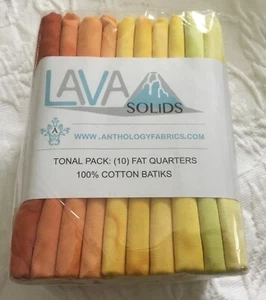 LAVA
SOLIDS
A
WWW.ANTHOLOGYFABRICS.COM
TONAL PACK: (10) FAT QUARTERS
100% COTTON BATIKS